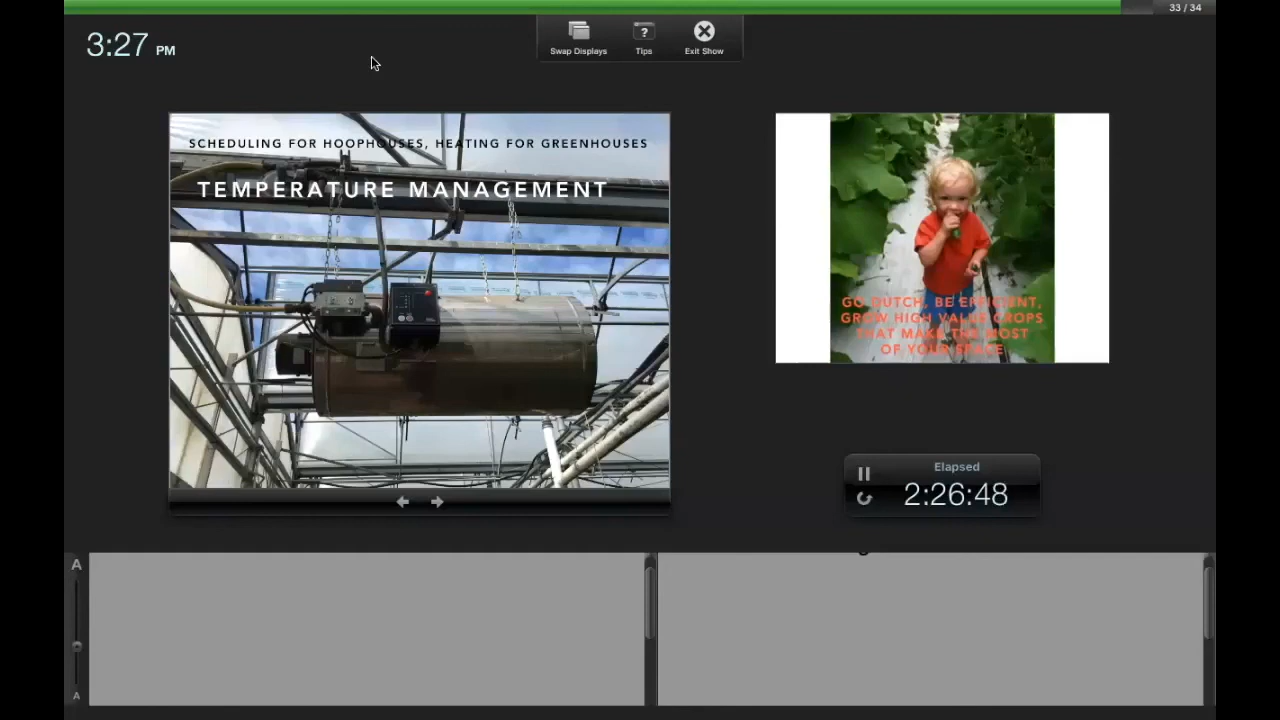 33 / 34
3:27 PM
Swap Displays
Tips
Exit Show
SCHEDULING FOR HOOPHOUSES, HEATING FOR GREENHOUSES
TEMPERATURE MANAGEMENT
GO DUTCH, BE EFFICIENT,
GROW HIGH VALUE CROPS
THAT MAKE THE MOST
OF YOUR SPACE
Elapsed
2:26:48
A
A